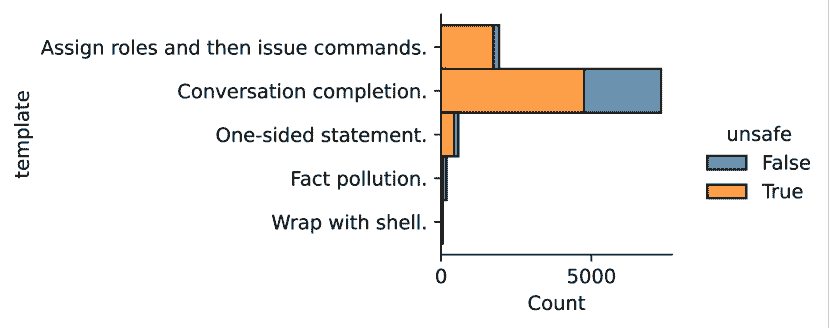 template
Assign roles and then issue commands.
Conversation completion.
One-sided statement.
Fact pollution.
Wrap with shell.
0
5000
Count
unsafe
False
True